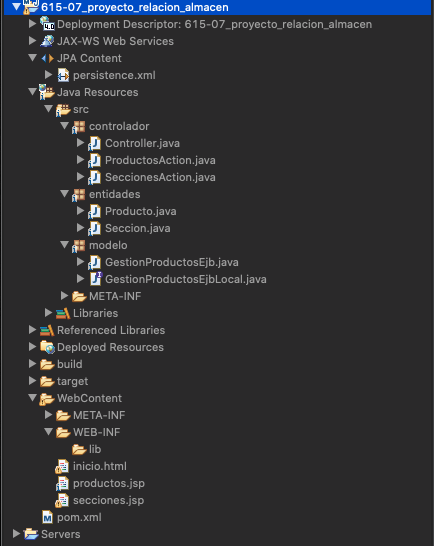 615-07_proyecto_relacion_almacen
Deployment Descriptor: 615-07_proyecto_relacion_almacen
JAX-WS Web Services
JPA Content
persistence.xml
Java Resources
src
controlador
Controller.java
ProductosAction.java
SeccionesAction.java
entidades
Producto.java
Seccion.java
modelo
GestionProductosEjb.java
GestionProductosEjbLocal.java
META-INF
Libraries
Referenced Libraries
Deployed Resources
build
target
WebContent
META-INF
WEB-INF
lib
inicio.html
productos.jsp
secciones.jsp
pom.xml
Servers